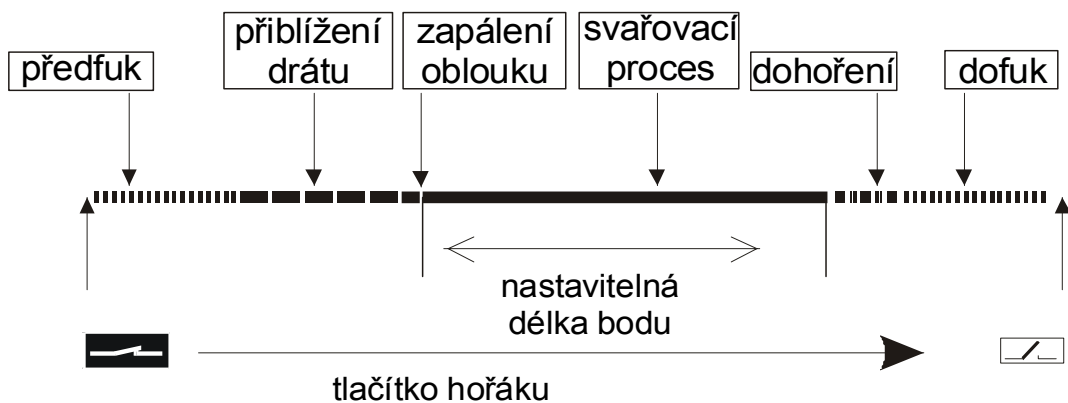 předfuk
přiblížení
drátu
zapálení
oblouku
svařovací
proces
dohoření
dofuk
nastavitelná
délka bodu
tlačítko hořáku